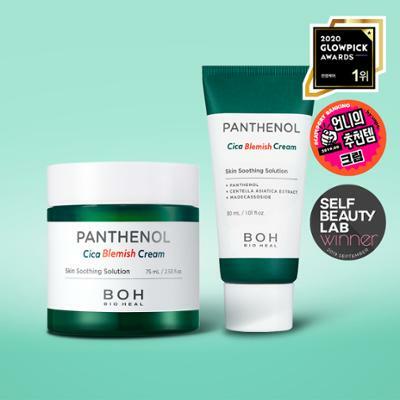 2020
GLOWPICK
AWARDS
1위
언니의
추천템
크림
SELF
BEAUTY
LAB
winner
2019 SEPTEMBER
PANTHENOL
Cica Blemish Cream
Skin Soothing Solution
+ PANTHENOL
+ CENTELLA ASIATICA EXTRACT
+ MADECASSOSIDE
30 mL / 1.01 fl.oz
BOH
BIO HEAL
PANTHENOL
Cica Blemish Cream
Skin Soothing Solution 75 mL / 2.53 fl.oz
BOH
BIO HEAL